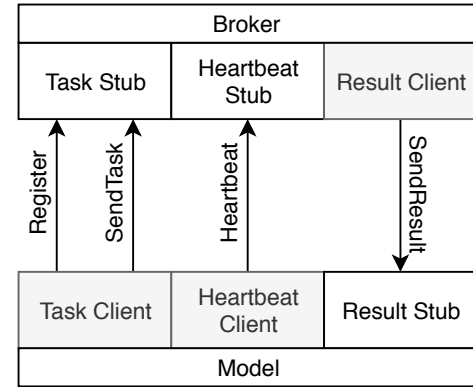 Broker
Task Stub
Heartbeat
Stub
Result Client
Register
SendTask
Heartbeat
SendResult
Task Client
Heartbeat
Client
Result Stub
Model